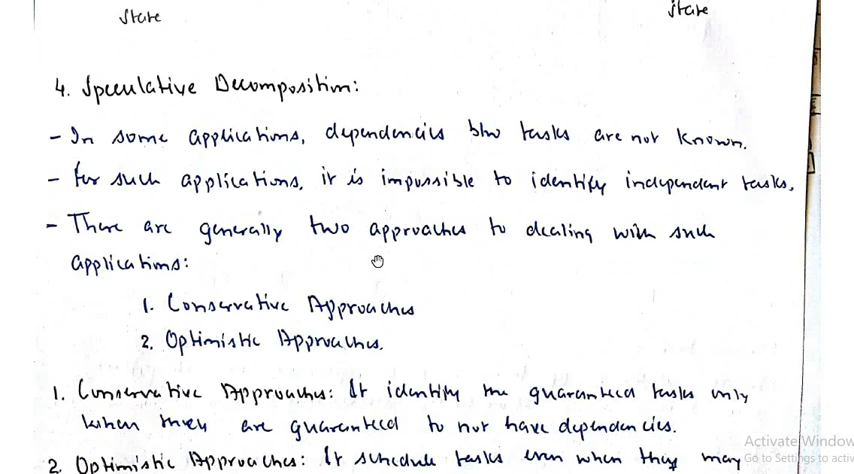 State State
4. Speculative Decomposition:
- In some applications, dependencies b/w tasks are not known.
- For such applications, it is impossible to identify independent tasks.
- There are generally two approaches to dealing with such
applications:
1. Conservative Approaches
2. Optimistic Approaches.
1. Conservative Approaches: It identify the guaranteed tasks only
when they are guaranteed to not have dependencies.
2. Optimistic Approaches: It schedule tasks even when they may
Activate Window
Go to Settings to activ